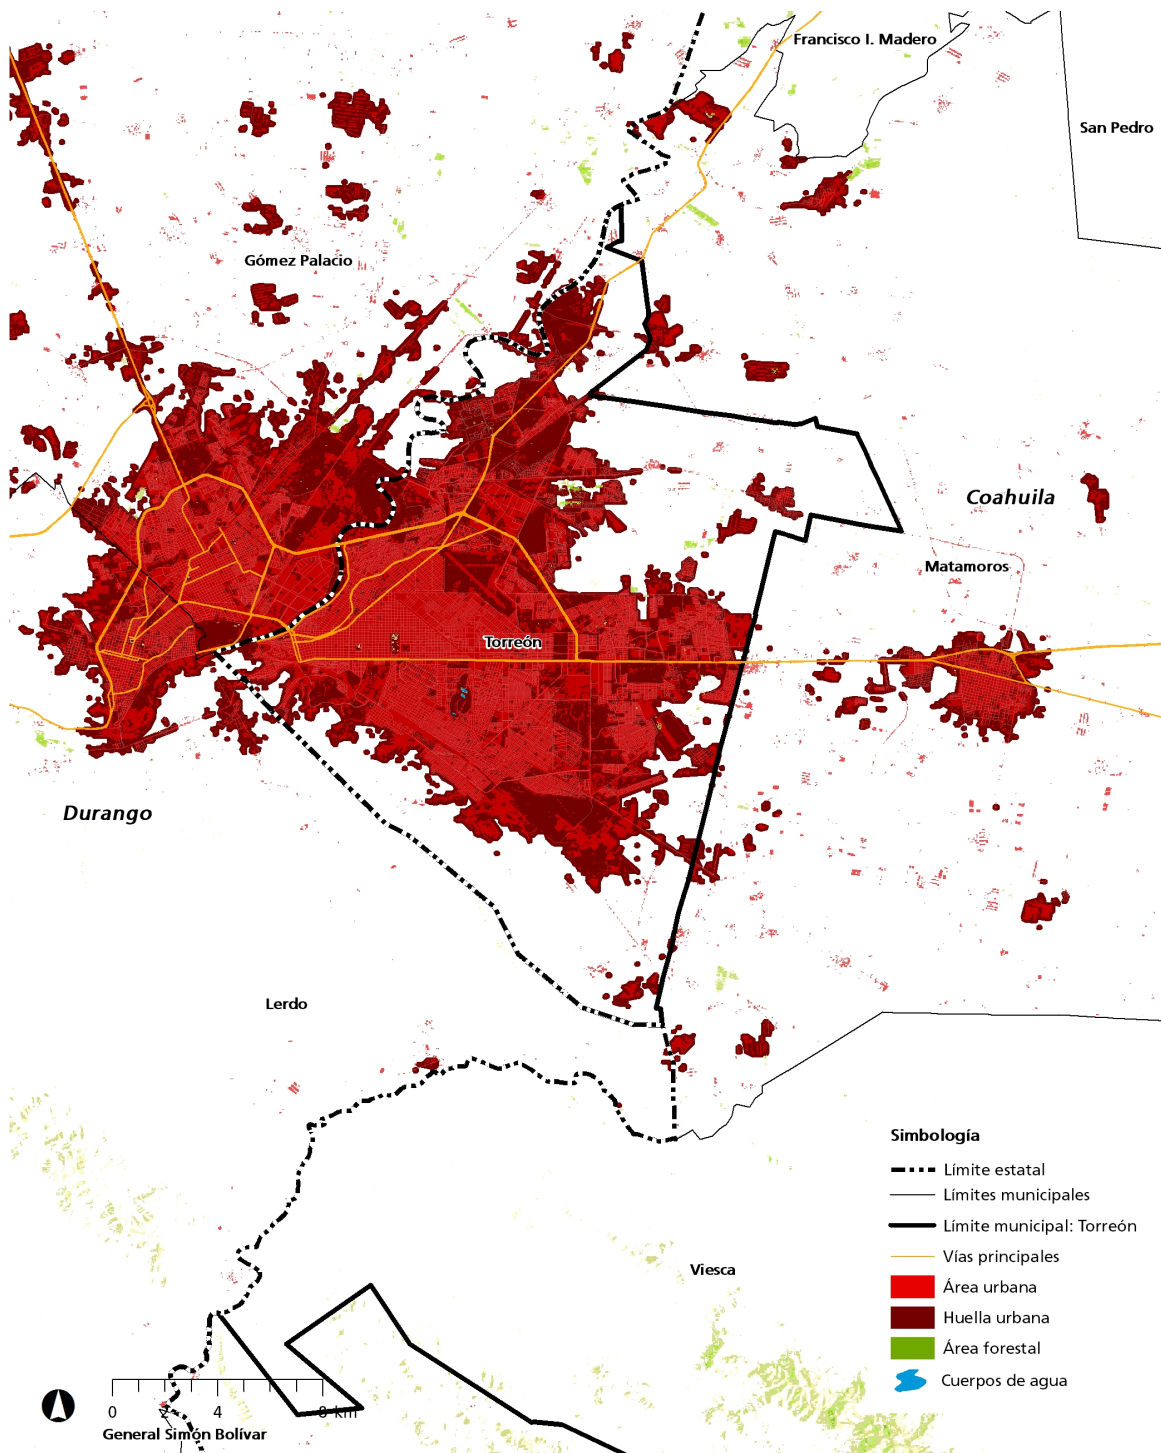 Francisco I. Madero
San Pedro
Gómez Palacio
Coahuila
Matamoros
Torreón
Durango
Lerdo
Viesca
General Simón Bolívar
0 2 4 8 km
Simbología
Límite estatal
Límites municipales
Límite municipal: Torreón
Vías principales
Área urbana
Huella urbana
Área forestal
Cuerpos de agua